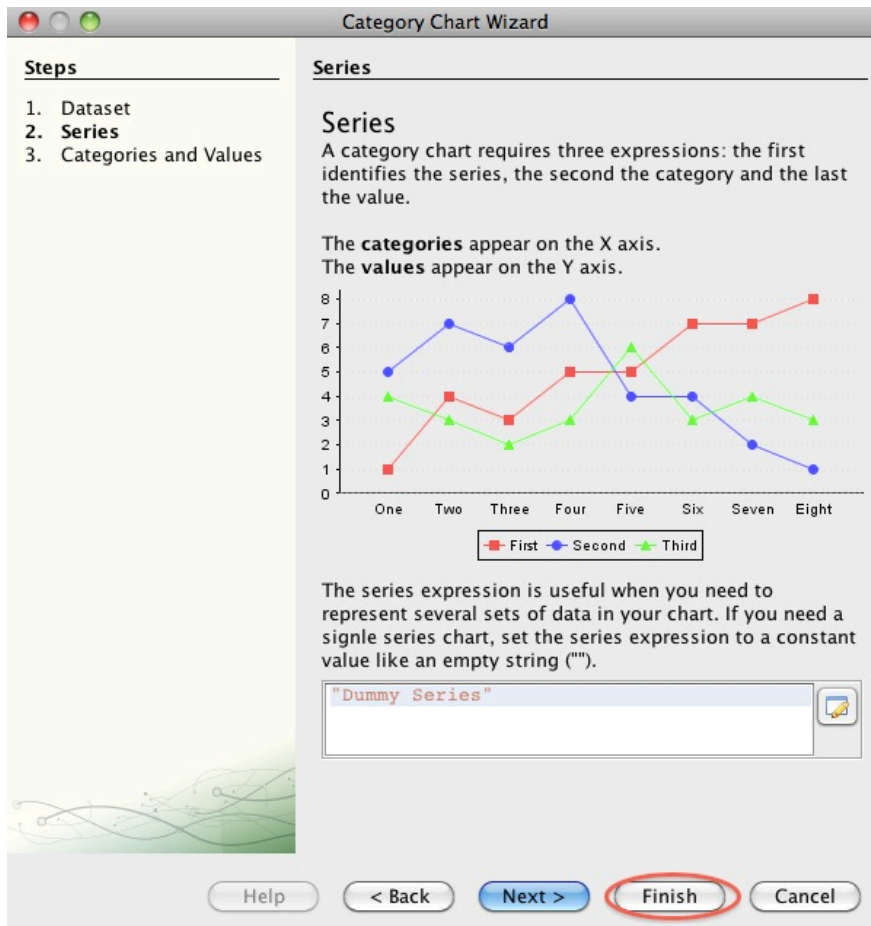 Category Chart Wizard
Steps
1. Dataset
2. Series
3. Categories and Values
Series
Series
A category chart requires three expressions: the first
identifies the series, the second the category and the last
the value.
The categories appear on the X axis.
The values appear on the Y axis.
8
7
6
5
4
3
2
1
0
One Two Three Four Five Six Seven Eight
First Second Third
The series expression is useful when you need to
represent several sets of data in your chart. If you need a
signle series chart, set the series expression to a constant
value like an empty string ("").
"Dummy Series"
Help < Back Next > Finish Cancel